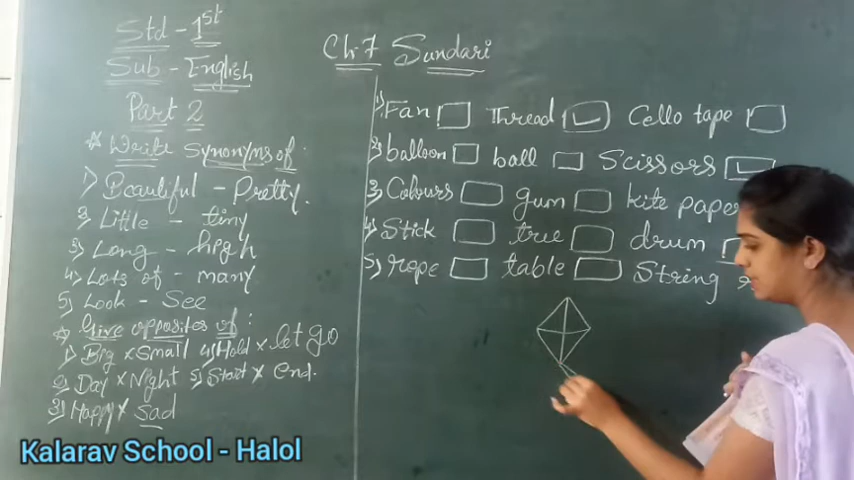 Std - 1st
Sub - English
Part 2
* Write Synonyms of :
1) Beautiful - Pretty.
2) Little - tiny
3) Long - high
4) Lots of - many
5) Look - See
* Give opposites of :
1) Big × Small 4) Hold × let go
2) Day × Night 5) Start × end.
3) Happy × Sad
Ch-7 Sundari
1) Fan Thread ✓ Cello tape
2) balloon ball Scissors ✓
3) Colours gum kite paper
4) Stick drum
5) rope table String
Kalarav School - Halol